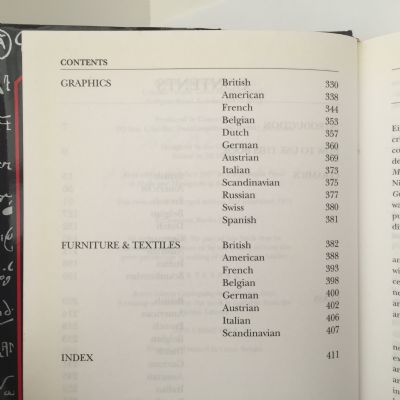 CONTENTS
GRAPHICS British 330
American 338
French 344
Belgian 353
Dutch 357
German 360
Austrian 369
Italian 373
Scandinavian 375
Russian 377
Swiss 380
Spanish 381
FURNITURE & TEXTILES British 382
American 388
French 393
Belgian 398
German 400
Austrian 402
Italian 406
Scandinavian 407
INDEX 411